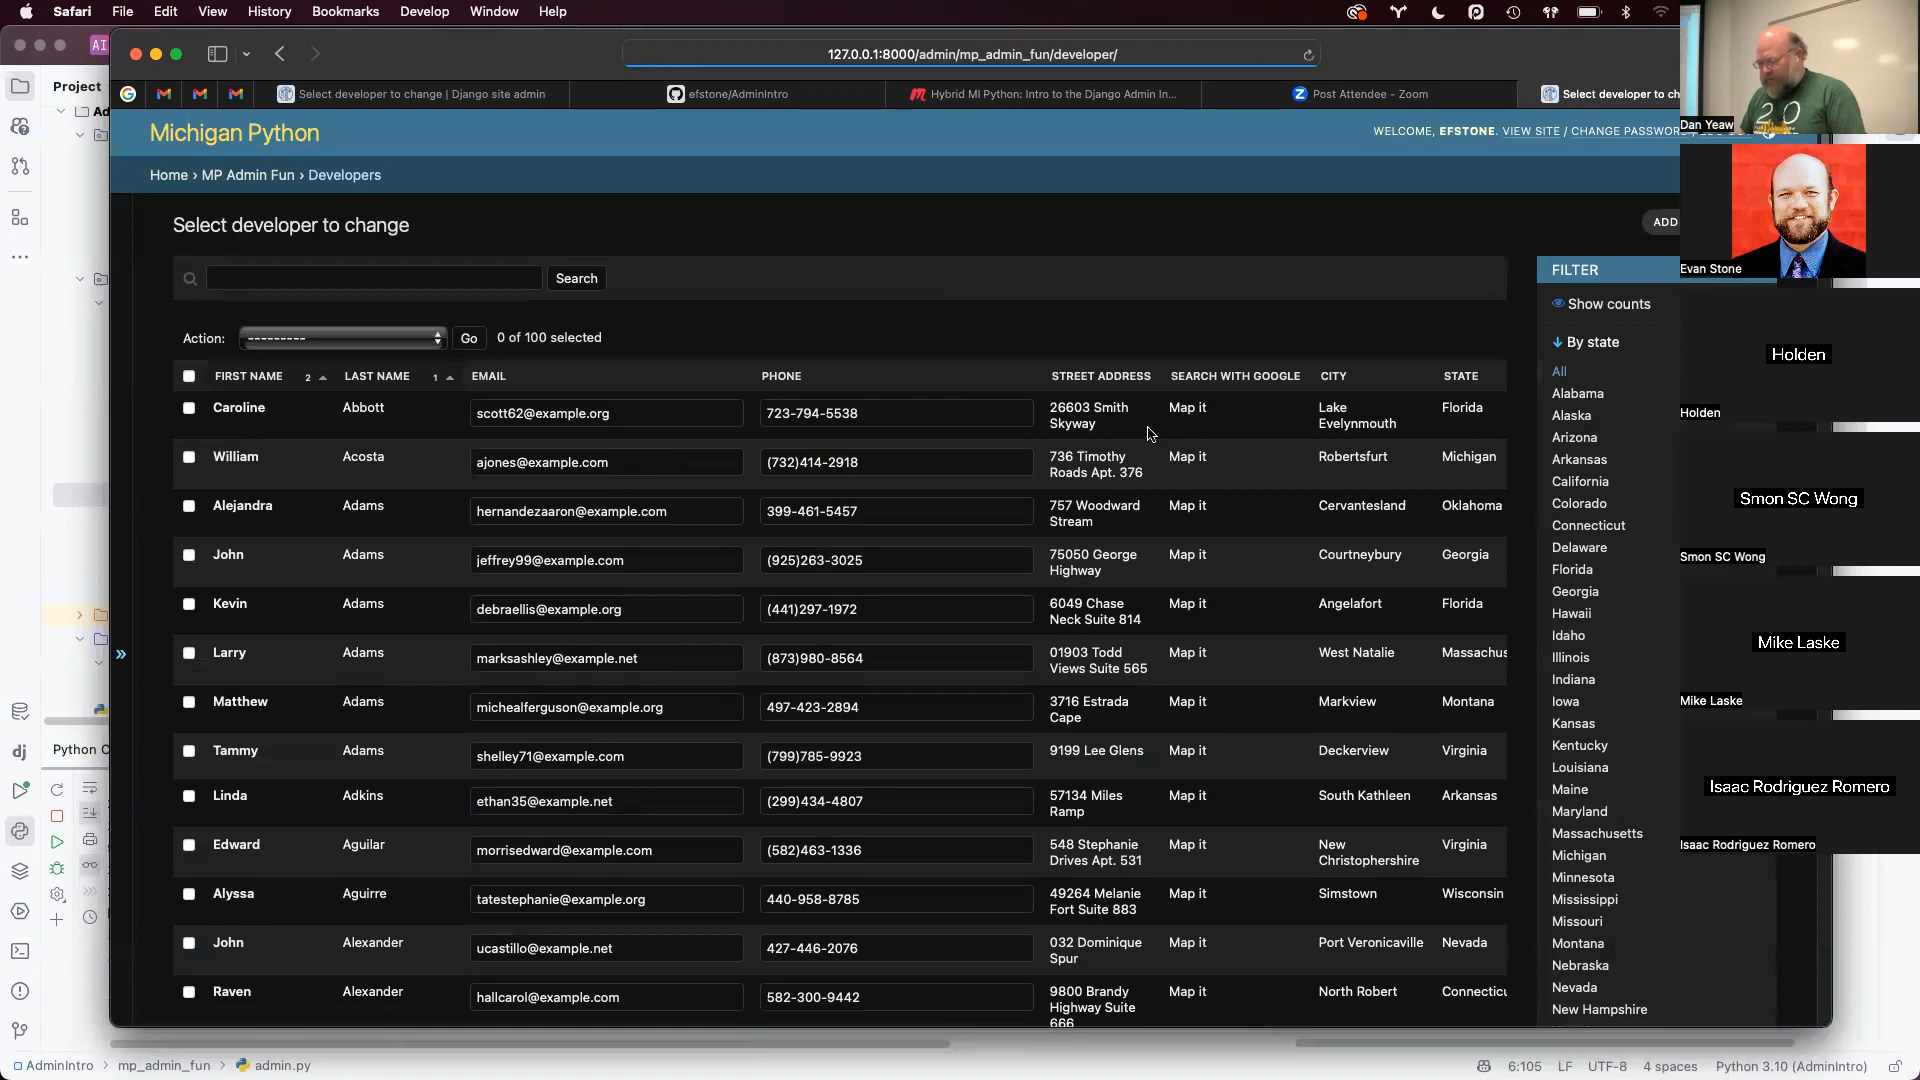 Safari File Edit View History Bookmarks Develop Window Help
AI
127.0.0.1:8000/admin/mp_admin_fun/developer/
Project
Select developer to change | Django site admin
efstone/AdminIntro
Hybrid MI Python: Intro to the Django Admin In...
Post Attendee - Zoom
Select developer to ch
Michigan Python
WELCOME, EFSTONE. VIEW SITE / CHANGE PASSWORD
Home › MP Admin Fun › Developers
Select developer to change
ADD
Search
Action: --------- Go 0 of 100 selected
FIRST NAME 2 LAST NAME 1 EMAIL PHONE STREET ADDRESS SEARCH WITH GOOGLE CITY STATE
Caroline Abbott scott62@example.org 723-794-5538 26603 Smith Skyway Map it Lake Evelynmouth Florida
William Acosta ajones@example.com (732)414-2918 736 Timothy Roads Apt. 376 Map it Robertsfurt Michigan
Alejandra Adams hernandezaaron@example.com 399-461-5457 757 Woodward Stream Map it Cervantesland Oklahoma
John Adams jeffrey99@example.com (925)263-3025 75050 George Highway Map it Courtneybury Georgia
Kevin Adams debraellis@example.org (441)297-1972 6049 Chase Neck Suite 814 Map it Angelafort Florida
Larry Adams marksashley@example.net (873)980-8564 01903 Todd Views Suite 565 Map it West Natalie Massachus
Matthew Adams michealferguson@example.org 497-423-2894 3716 Estrada Cape Map it Markview Montana
Tammy Adams shelley71@example.com (799)785-9923 9199 Lee Glens Map it Deckerview Virginia
Linda Adkins ethan35@example.net (299)434-4807 57134 Miles Ramp Map it South Kathleen Arkansas
Edward Aguilar morrisedward@example.com (582)463-1336 548 Stephanie Drives Apt. 531 Map it New Christophershire Virginia
Alyssa Aguirre tatestephanie@example.org 440-958-8785 49264 Melanie Fort Suite 883 Map it Simstown Wisconsin
John Alexander ucastillo@example.net 427-446-2076 032 Dominique Spur Map it Port Veronicaville Nevada
Raven Alexander hallcarol@example.com 582-300-9442 9800 Brandy Highway Suite 666 Map it North Robert Connecticu
FILTER
Show counts
By state
All
Alabama
Alaska
Arizona
Arkansas
California
Colorado
Connecticut
Delaware
Florida
Georgia
Hawaii
Idaho
Illinois
Indiana
Iowa
Kansas
Kentucky
Louisiana
Maine
Maryland
Massachusetts
Michigan
Minnesota
Mississippi
Missouri
Montana
Nebraska
Nevada
New Hampshire
2.0
Dan Yeaw
Evan Stone
Holden
Holden
Smon SC Wong
Smon SC Wong
Mike Laske
Mike Laske
Isaac Rodriguez Romero
Isaac Rodriguez Romero
Ad
dj
Python C
AdminIntro > mp_admin_fun > admin.py
6:105 LF UTF-8 4 spaces Python 3.10 (AdminIntro)